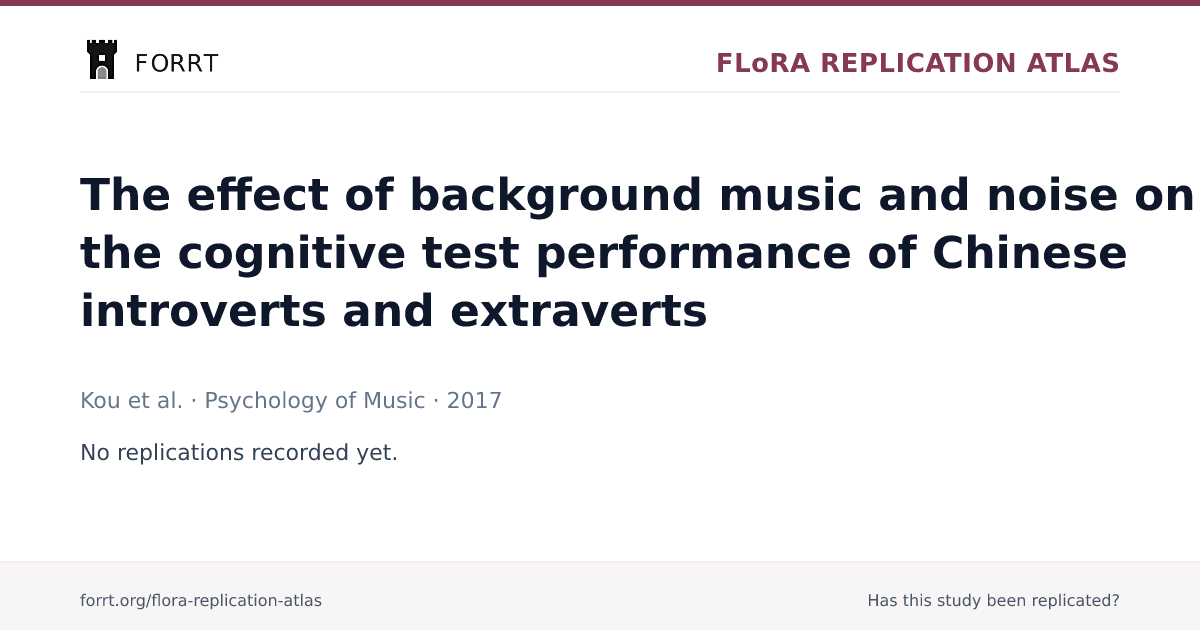 FORRT
FLoRA REPLICATION ATLAS
The effect of background music and noise on
the cognitive test performance of Chinese
introverts and extraverts
Kou et al. · Psychology of Music · 2017
No replications recorded yet.
forrt.org/flora-replication-atlas
Has this study been replicated?